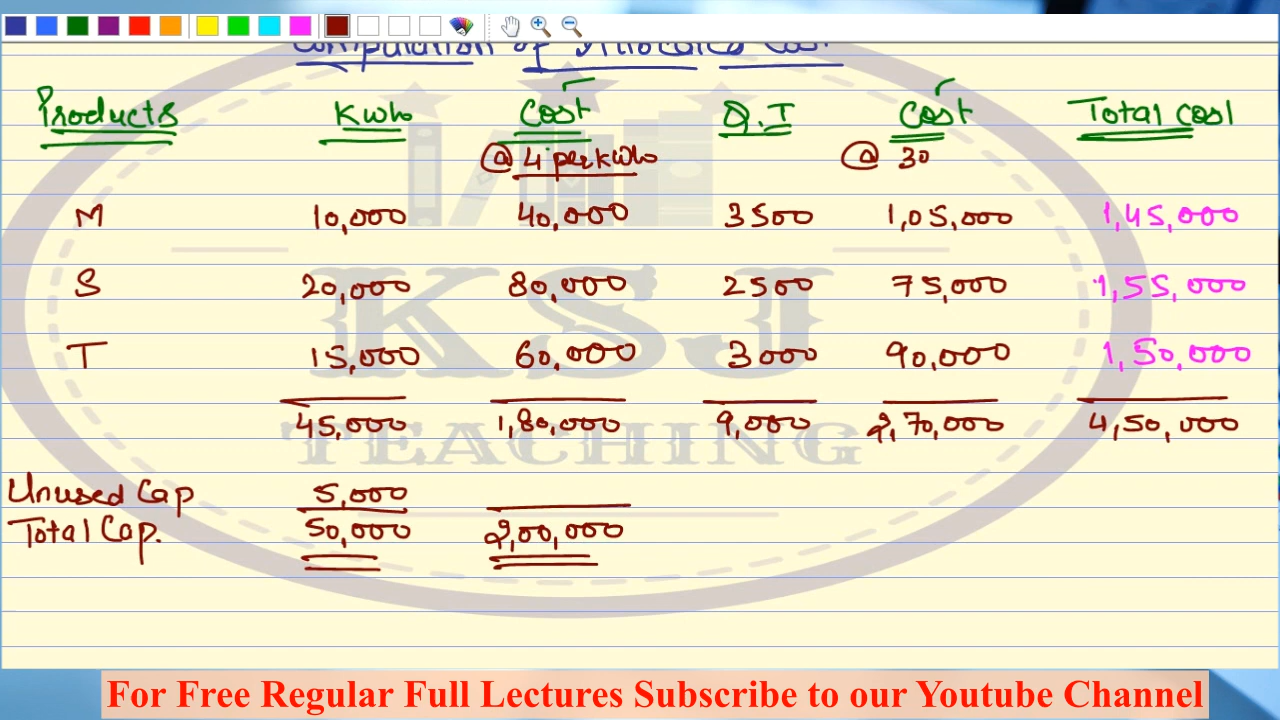 Computation of Allocated Cost
Products Kwh Cost Q.I Cost Total cost
@ 4 per kwh @ 30
M 10,000 40,000 3500 1,05,000 1,45,000
S 20,000 80,000 2500 75,000 1,55,000
T 15,000 60,000 3000 90,000 1,50,000
45,000 1,80,000 9,000 2,70,000 4,50,000
Unused Cap 5,000
Total Cap. 50,000 2,00,000
KSJ
TEACHING
For Free Regular Full Lectures Subscribe to our Youtube Channel